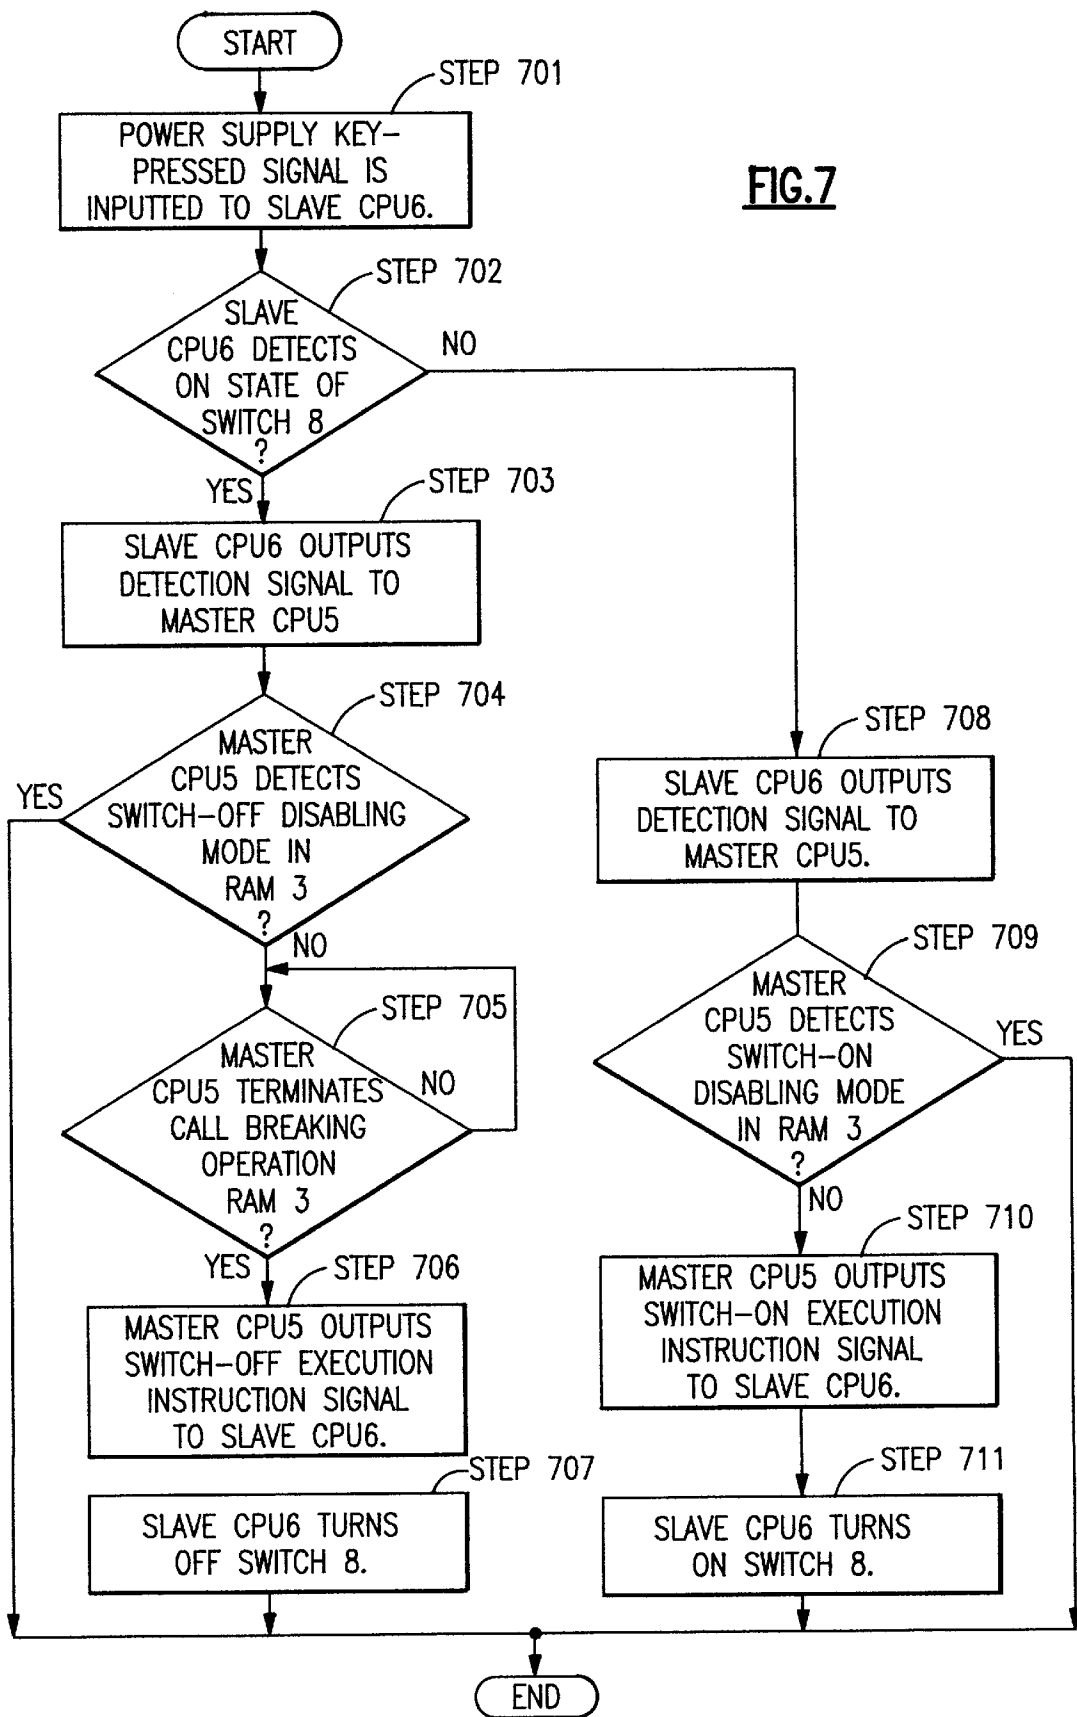 START
STEP 701
POWER SUPPLY KEY-
PRESSED SIGNAL IS
INPUTTED TO SLAVE CPU6.
FIG.7
STEP 702
SLAVE
CPU6 DETECTS
ON STATE OF
SWITCH 8
?
NO
YES
STEP 703
SLAVE CPU6 OUTPUTS
DETECTION SIGNAL TO
MASTER CPU5
STEP 704
MASTER
CPU5 DETECTS
SWITCH-OFF DISABLING
MODE IN
RAM 3
?
YES
NO
STEP 705
MASTER
CPU5 TERMINATES
CALL BREAKING
OPERATION
RAM 3
?
NO
YES
STEP 706
MASTER CPU5 OUTPUTS
SWITCH-OFF EXECUTION
INSTRUCTION SIGNAL
TO SLAVE CPU6.
STEP 707
SLAVE CPU6 TURNS
OFF SWITCH 8.
STEP 708
SLAVE CPU6 OUTPUTS
DETECTION SIGNAL TO
MASTER CPU5.
STEP 709
MASTER
CPU5 DETECTS
SWITCH-ON
DISABLING MODE
IN RAM 3
?
YES
NO
STEP 710
MASTER CPU5 OUTPUTS
SWITCH-ON EXECUTION
INSTRUCTION SIGNAL
TO SLAVE CPU6.
STEP 711
SLAVE CPU6 TURNS
ON SWITCH 8.
END